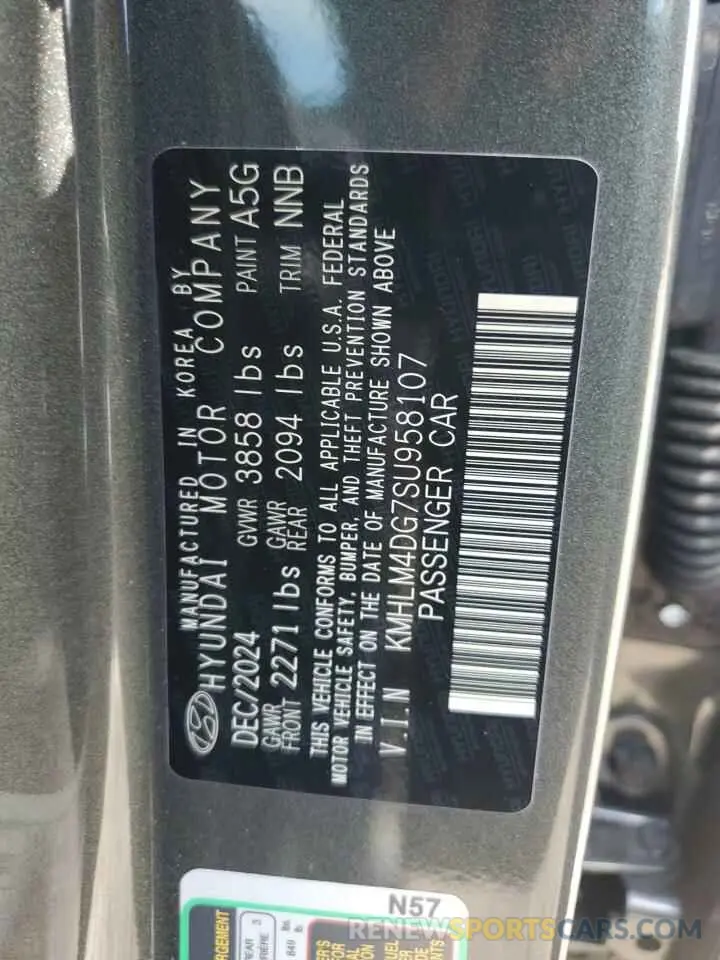 MANUFACTURED IN KOREA BY
HYUNDAI MOTOR COMPANY
DEC/2024 GVWR 3858 lbs PAINT A5G
GAWR FRONT 2271 lbs GAWR REAR 2094 lbs TRIM NNB
THIS VEHICLE CONFORMS TO ALL APPLICABLE U.S.A. FEDERAL
MOTOR VEHICLE SAFETY, BUMPER, AND THEFT PREVENTION STANDARDS
IN EFFECT ON THE DATE OF MANUFACTURE SHOWN ABOVE
V.I.N KMHLM4DG7SU958107
PASSENGER CAR
N57
RENEWSPORTSCARS.COM